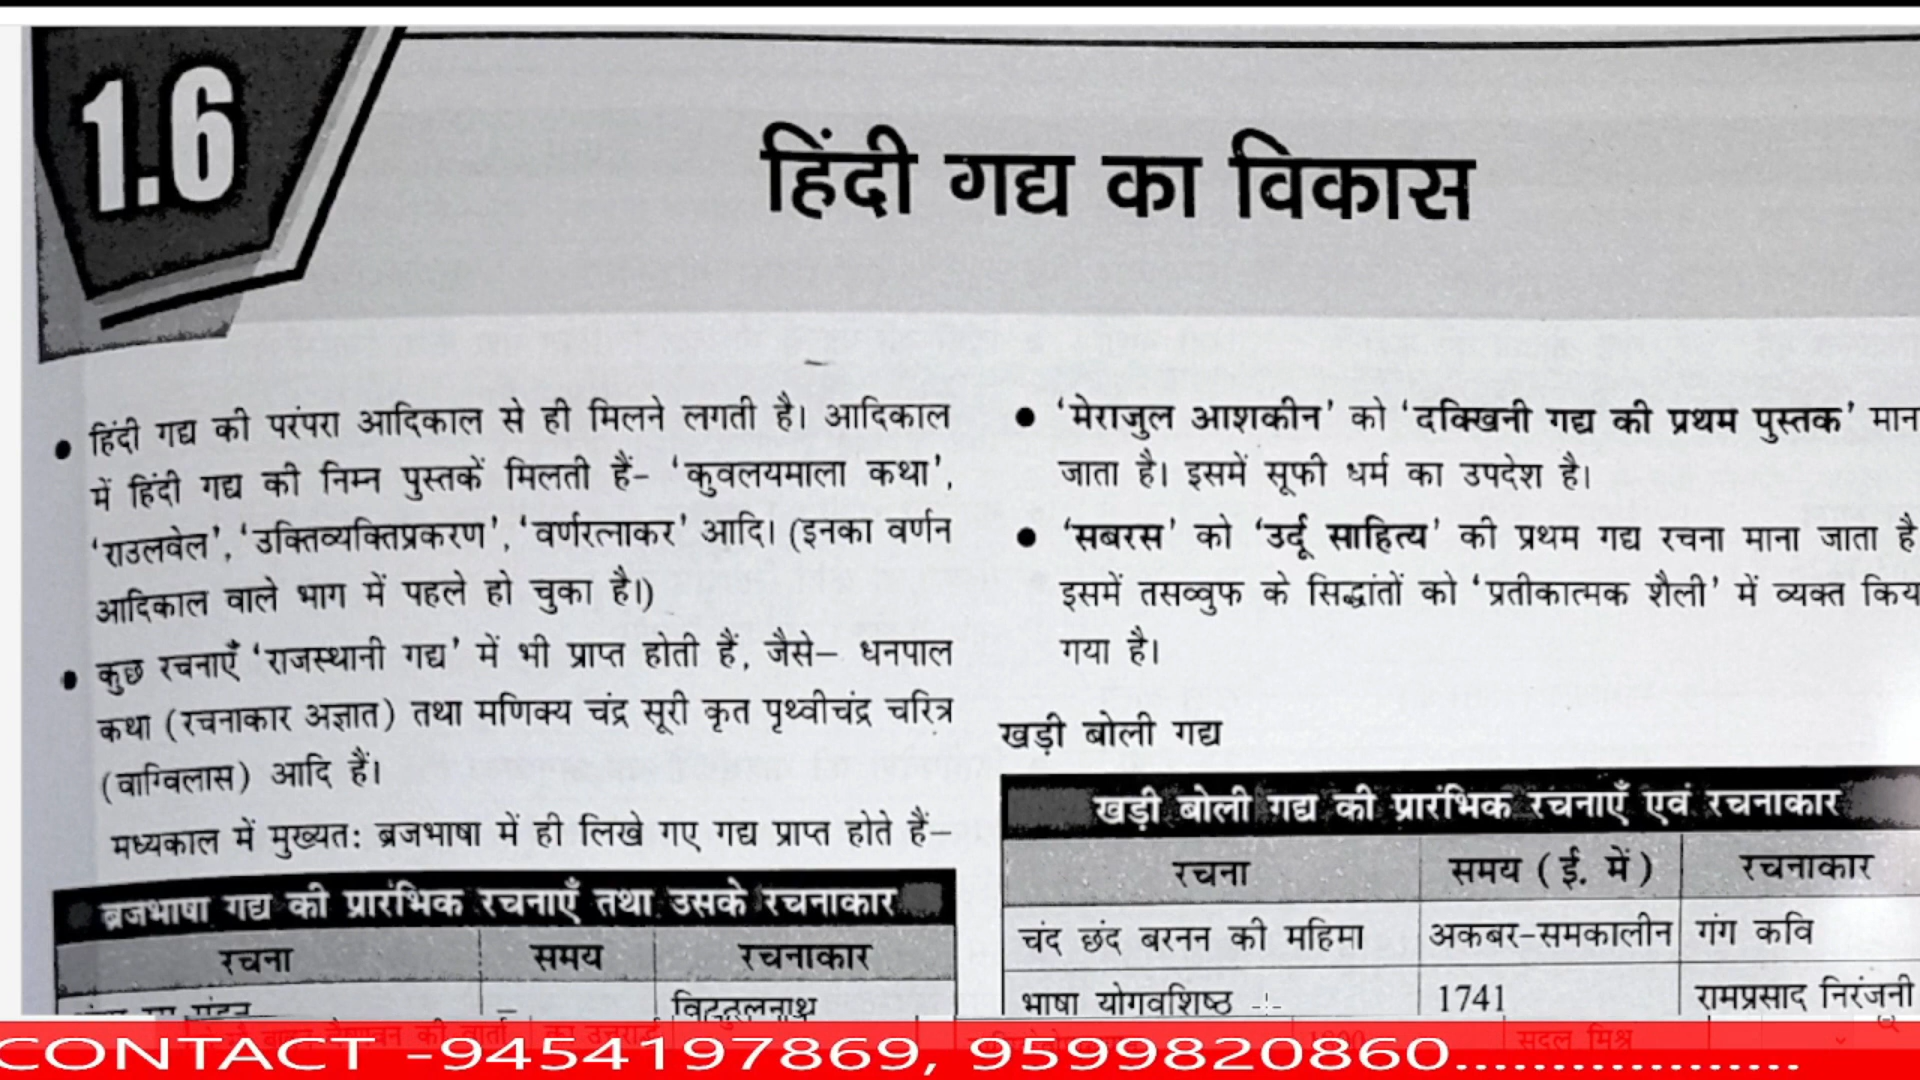 1.6
हिंदी गद्य का विकास
हिंदी गद्य की परंपरा आदिकाल से ही मिलने लगती है। आदिकाल
में हिंदी गद्य की निम्न पुस्तकें मिलती हैं- 'कुवलयमाला कथा',
'राउलवेल', 'उक्तिव्यक्तिप्रकरण', 'वर्णरत्नाकर' आदि। (इनका वर्णन
आदिकाल वाले भाग में पहले हो चुका है।)
कुछ रचनाएँ 'राजस्थानी गद्य' में भी प्राप्त होती हैं, जैसे– धनपाल
कथा (रचनाकार अज्ञात) तथा मणिक्य चंद्र सूरी कृत पृथ्वीचंद्र चरित्र
(वाग्विलास) आदि हैं।
मध्यकाल में मुख्यत: ब्रजभाषा में ही लिखे गए गद्य प्राप्त होते हैं–
ब्रजभाषा गद्य की प्रारंभिक रचनाएँ तथा उसके रचनाकार
रचना समय रचनाकार
– विट्ठलनाथ
वार्ता
'मेराजुल आशकीन' को 'दक्खिनी गद्य की प्रथम पुस्तक' मान
जाता है। इसमें सूफी धर्म का उपदेश है।
'सबरस' को 'उर्दू साहित्य' की प्रथम गद्य रचना माना जाता है
इसमें तसव्वुफ के सिद्धांतों को 'प्रतीकात्मक शैली' में व्यक्त किय
गया है।
खड़ी बोली गद्य
खड़ी बोली गद्य की प्रारंभिक रचनाएँ एवं रचनाकार
रचना समय (ई. में) रचनाकार
चंद छंद बरनन की महिमा अकबर-समकालीन गंग कवि
भाषा योगवशिष्ठ 1741 रामप्रसाद निरंजनी
सदल मिश्र
CONTACT -9454197869, 9599820860..................